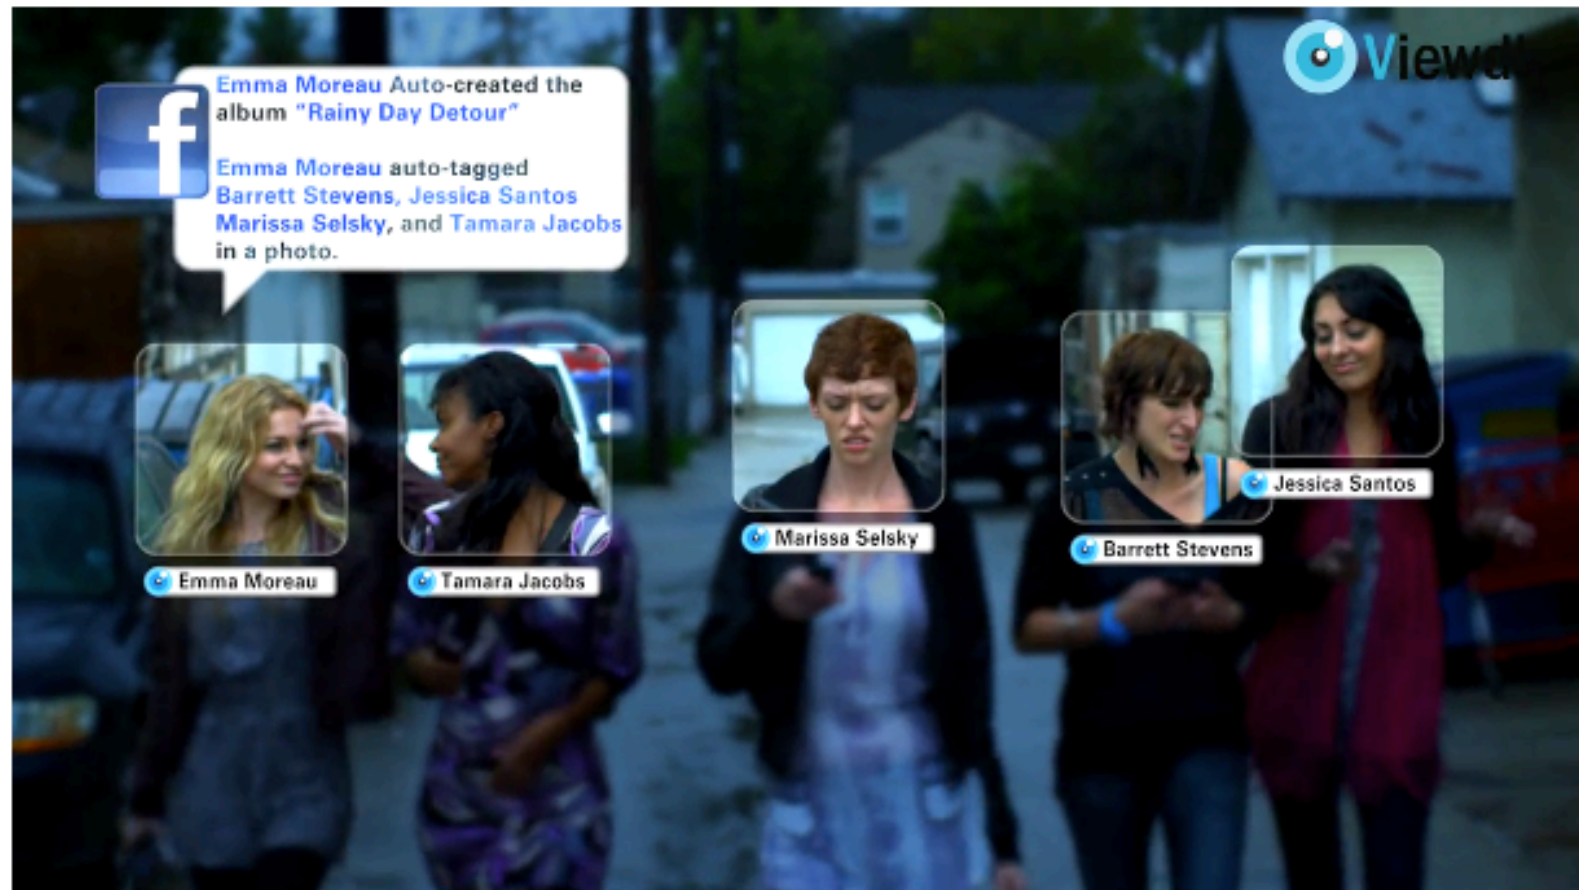 Emma Moreau Auto-created the
album "Rainy Day Detour"
Emma Moreau auto-tagged
Barrett Stevens, Jessica Santos
Marissa Selsky, and Tamara Jacobs
in a photo.
f
Jessica Santos
Marissa Selsky
Barrett Stevens
Emma Moreau
Tamara Jacobs